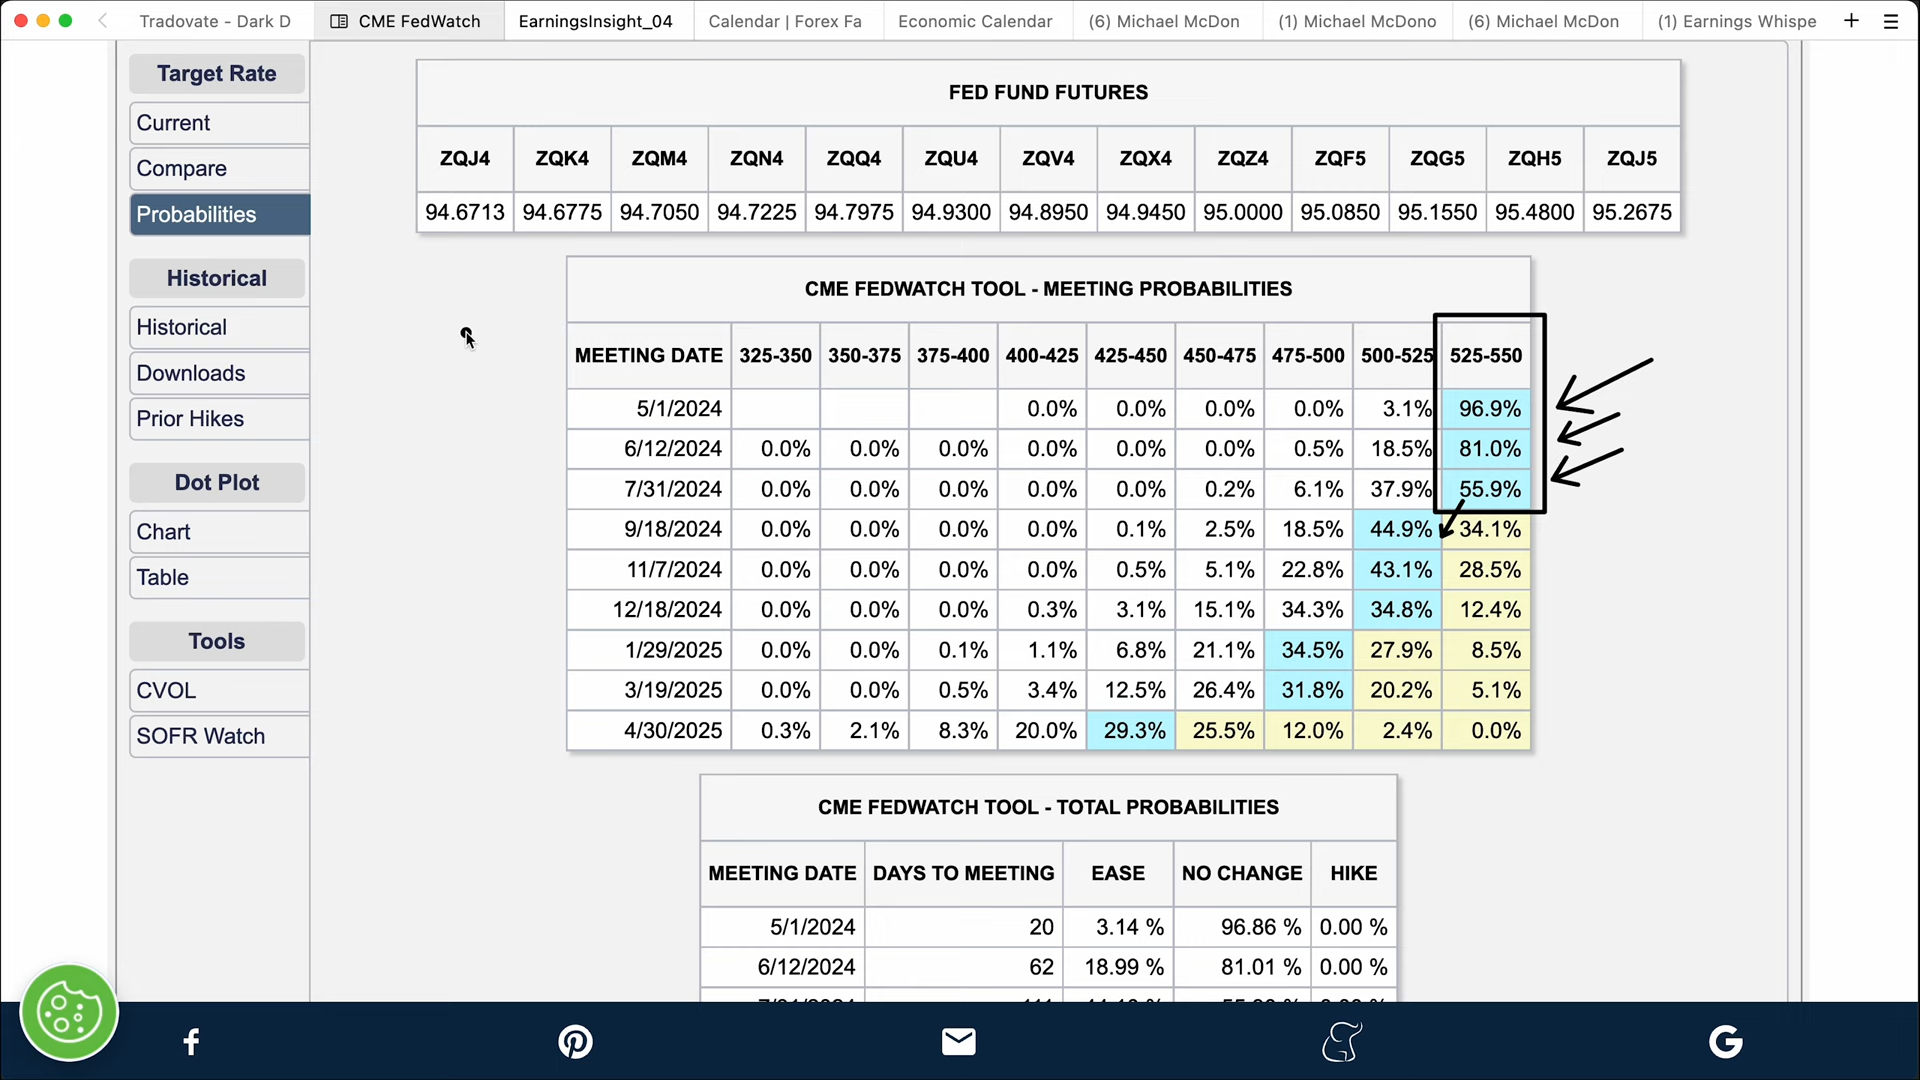 Tradovate - Dark D
CME FedWatch
EarningsInsight_04
Calendar | Forex Fa
Economic Calendar
(6) Michael McDon
(1) Michael McDono
(6) Michael McDon
(1) Earnings Whispe
Target Rate
Current
Compare
Probabilities
Historical
Historical
Downloads
Prior Hikes
Dot Plot
Chart
Table
Tools
CVOL
SOFR Watch
FED FUND FUTURES
ZQJ4 ZQK4 ZQM4 ZQN4 ZQQ4 ZQU4 ZQV4 ZQX4 ZQZ4 ZQF5 ZQG5 ZQH5 ZQJ5
94.6713 94.6775 94.7050 94.7225 94.7975 94.9300 94.8950 94.9450 95.0000 95.0850 95.1550 95.4800 95.2675
CME FEDWATCH TOOL - MEETING PROBABILITIES
MEETING DATE 325-350 350-375 375-400 400-425 425-450 450-475 475-500 500-525 525-550
5/1/2024 0.0% 0.0% 0.0% 0.0% 3.1% 96.9%
6/12/2024 0.0% 0.0% 0.0% 0.0% 0.0% 0.0% 0.5% 18.5% 81.0%
7/31/2024 0.0% 0.0% 0.0% 0.0% 0.0% 0.2% 6.1% 37.9% 55.9%
9/18/2024 0.0% 0.0% 0.0% 0.0% 0.1% 2.5% 18.5% 44.9% 34.1%
11/7/2024 0.0% 0.0% 0.0% 0.0% 0.5% 5.1% 22.8% 43.1% 28.5%
12/18/2024 0.0% 0.0% 0.0% 0.3% 3.1% 15.1% 34.3% 34.8% 12.4%
1/29/2025 0.0% 0.0% 0.1% 1.1% 6.8% 21.1% 34.5% 27.9% 8.5%
3/19/2025 0.0% 0.0% 0.5% 3.4% 12.5% 26.4% 31.8% 20.2% 5.1%
4/30/2025 0.3% 2.1% 8.3% 20.0% 29.3% 25.5% 12.0% 2.4% 0.0%
CME FEDWATCH TOOL - TOTAL PROBABILITIES
MEETING DATE DAYS TO MEETING EASE NO CHANGE HIKE
5/1/2024 20 3.14 % 96.86 % 0.00 %
6/12/2024 62 18.99 % 81.01 % 0.00 %